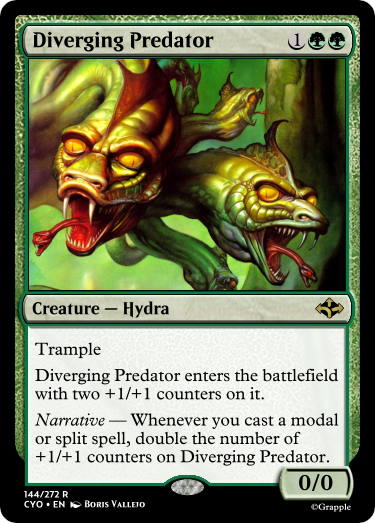 Diverging Predator 1
Creature — Hydra
Trample
Diverging Predator enters the battlefield
with two +1/+1 counters on it.
Narrative — Whenever you cast a modal
or split spell, double the number of
+1/+1 counters on Diverging Predator.
0/0
144/272 R
CYO • EN Boris Vallejo
©Grapple